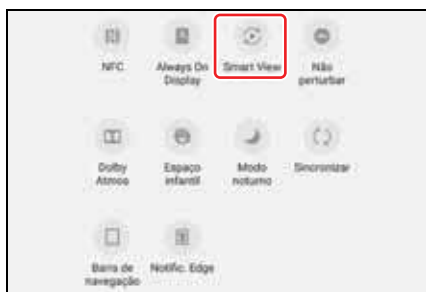 NFC
Always On
Display
Smart View
Não
perturbar
Dolby
Atmos
Espaço
infantil
Modo
noturno
Sincronizar
Barra de
navegação
Notific. Edge